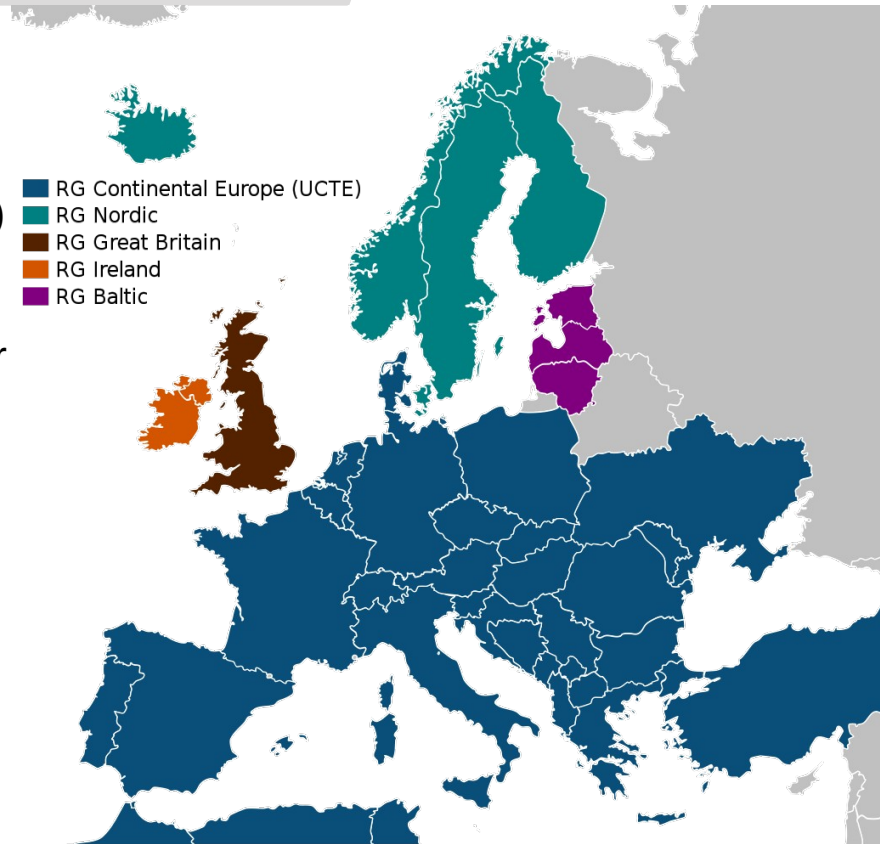 RG Continental Europe (UCTE)
)
RG Nordic
RG Great Britain
RG Ireland
RG Baltic
r